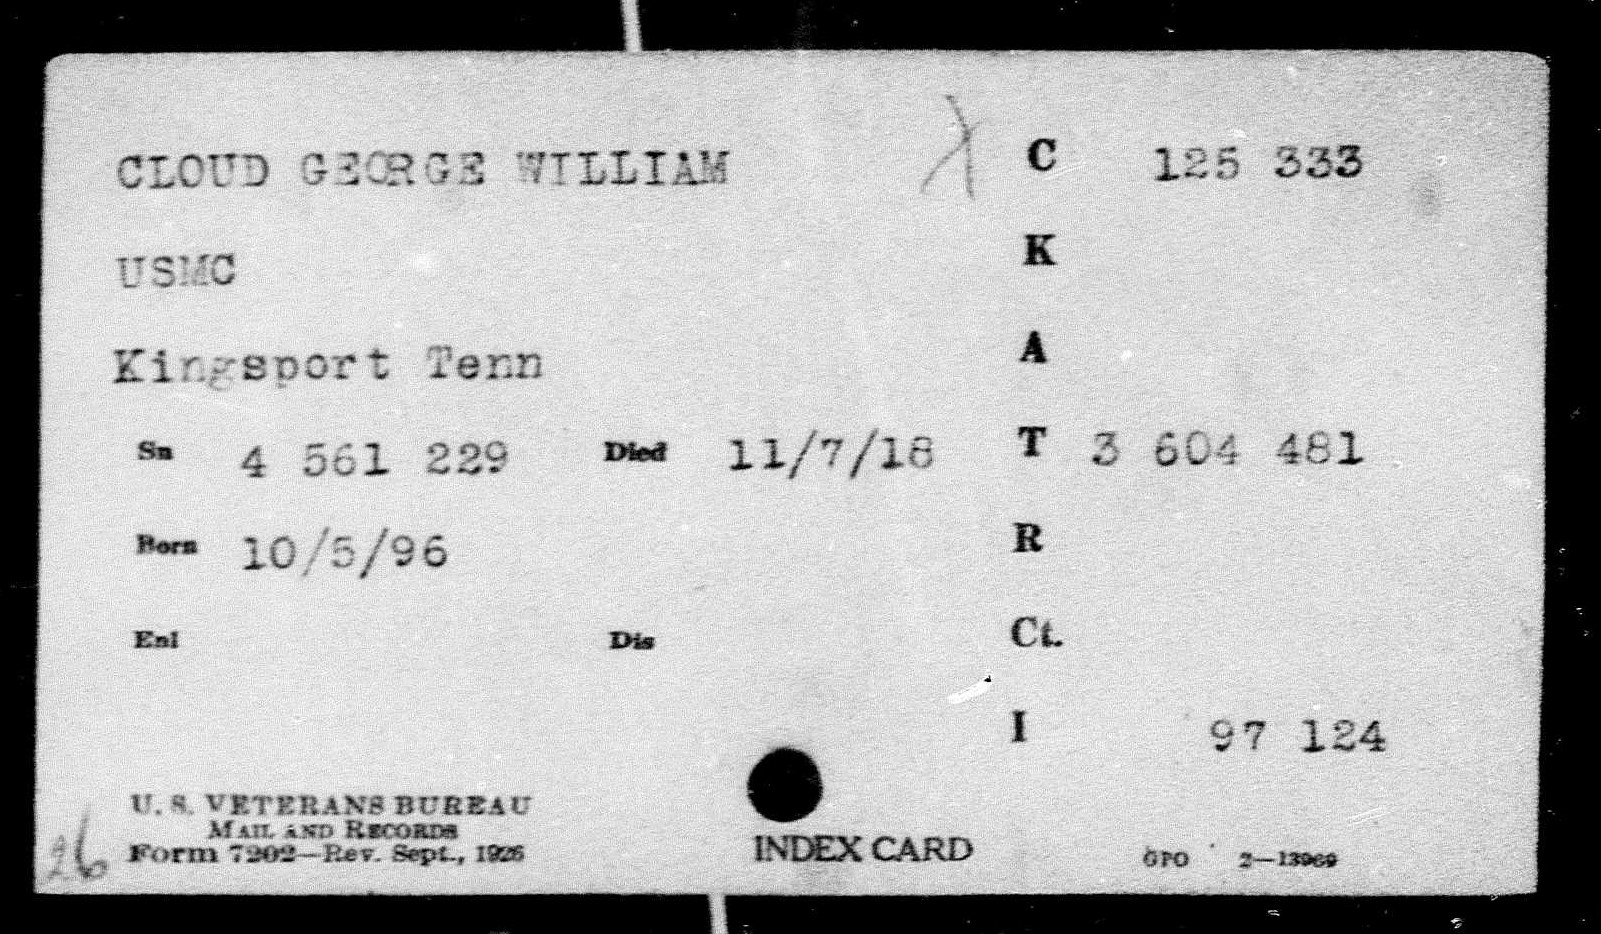 CLOUD GEORGE WILLIAM C 125 333
USMC K
Kingsport Tenn A
Sn 4 561 229 Died 11/7/18 T 3 604 481
Born 10/5/96 R
Enl Dis Ct.
I 97 124
U. S. VETERANS BUREAU
MAIL AND RECORDS
Form 7202—Rev. Sept., 1926 INDEX CARD GPO 2—13969
26